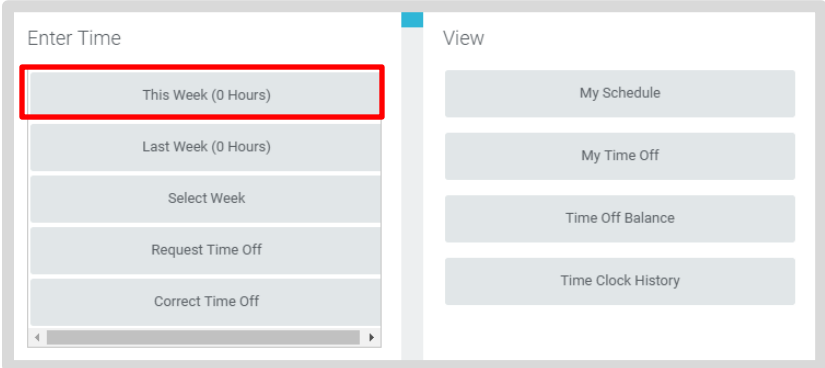 Enter Time
This Week (0 Hours)
Last Week (0 Hours)
Select Week
Request Time Off
Correct Time Off
View
My Schedule
My Time Off
Time Off Balance
Time Clock History